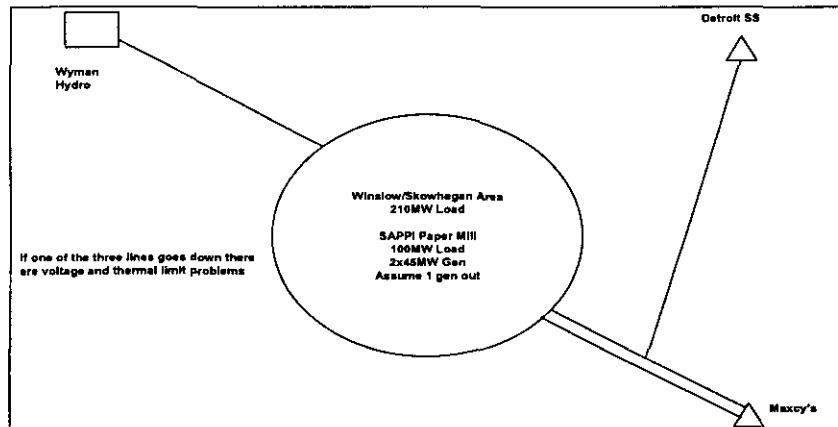 Detroit SS
Wyman
Hydro
Winslow/Skowhegan Area
210MW Load
SAPPI Paper Mill
100MW Load
2x45MW Gen
Assume 1 gen out
If one of the three lines goes down there
are voltage and thermal limit problems
Maxcy's